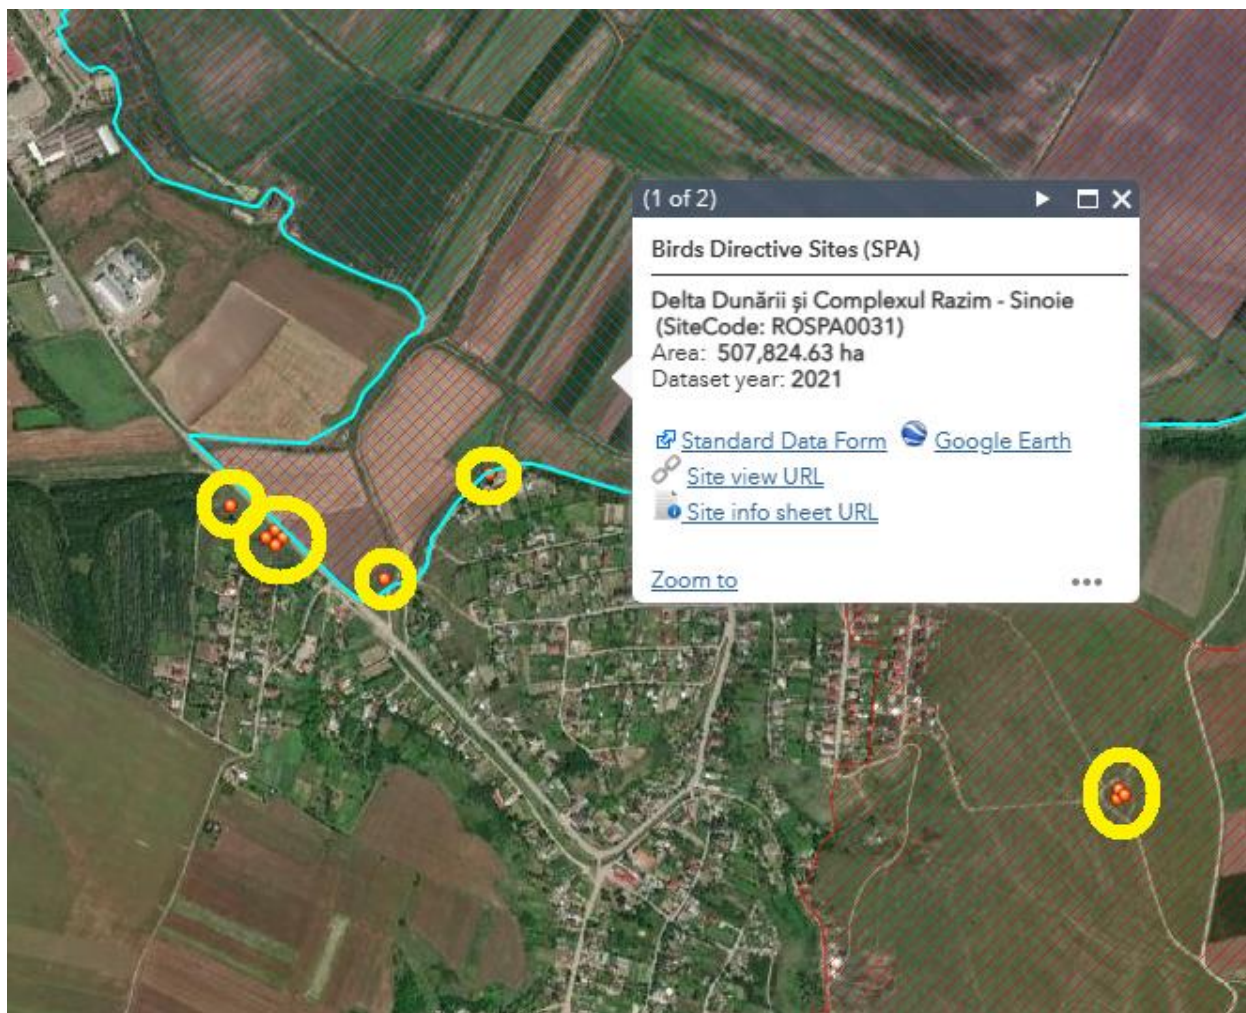 (1 of 2)
Birds Directive Sites (SPA)
Delta Dunării și Complexul Razim - Sinoie
(SiteCode: ROSPA0031)
Area: 507,824.63 ha
Dataset year: 2021
Standard Data Form Google Earth
Site view URL
Site info sheet URL
Zoom to